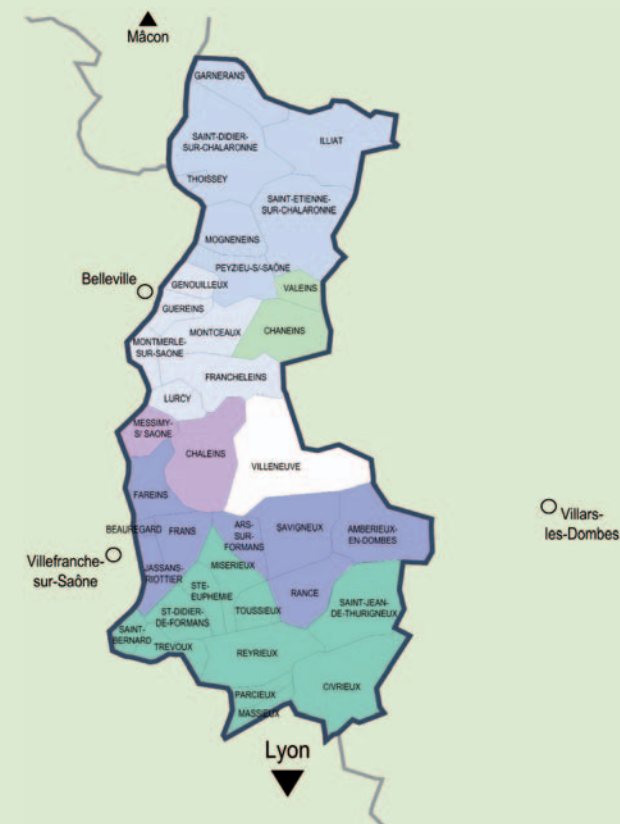 Mâcon
GARNERANS
SAINT-DIDIER-
SUR-CHALARONNE
ILLIAT
THOISSEY
SAINT-ETIENNE-
SUR-CHALARONNE
MOGNENEINS
PEYZIEU-S/-SAÔNE
Belleville
GENOUILLEUX
VALEINS
GUEREINS
MONTCEAUX
CHANEINS
MONTMERLE-
SUR-SAONE
FRANCHELEINS
LURCY
MESSIMY-
S/ SAONE
CHALEINS
VILLENEUVE
FAREINS
Villars-
les-Dombes
BEAUREGARD
FRANS
ARS-
SUR-
FORMANS
SAVIGNEUX
AMBERIEUX-
EN-DOMBES
Villefranche-
sur-Saône
JASSANS-
RIOTTIER
MISERIEUX
STE-
EUPHEMIE
RANCE
SAINT-JEAN-
DE-THURIGNEUX
ST-DIDIER-
DE-FORMANS
TOUSSIEUX
SAINT-
BERNARD
TREVOUX
REYRIEUX
CIVRIEUX
PARCIEUX
MASSIEUX
Lyon